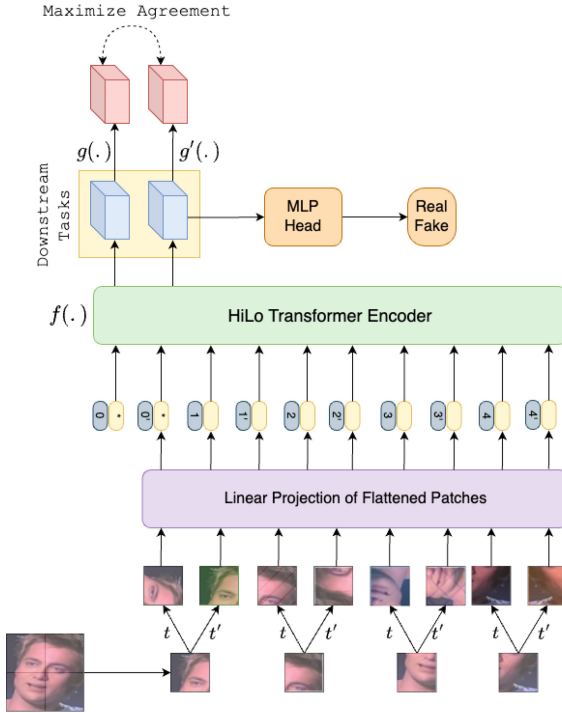 Maximize Agreement
g(.)
g'(.)
Downstream
Tasks
MLP
Head
Real
Fake
f(.)
HiLo Transformer Encoder
0 * 0' * 1 1' 2 2' 3 3' 4 4'
Linear Projection of Flattened Patches
t t' t t' t t' t t'